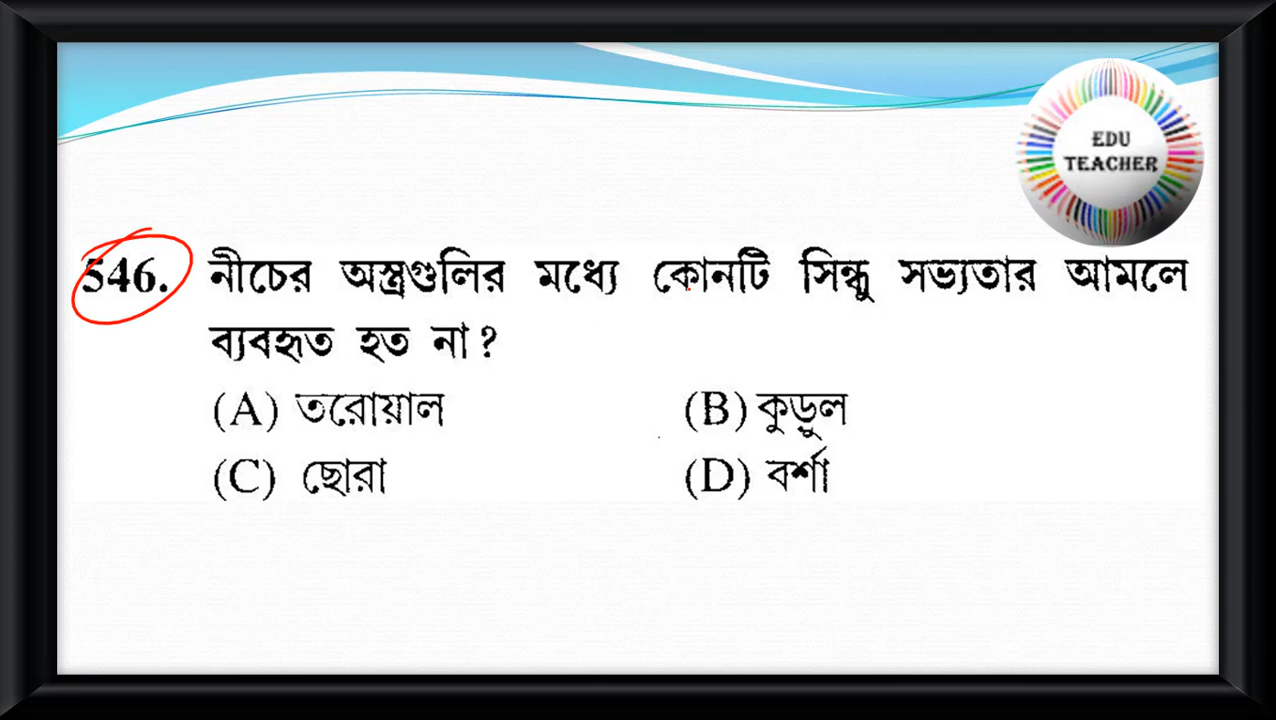 EDU
TEACHER
546. নীচের অস্ত্রগুলির মধ্যে কোনটি সিন্ধু সভ্যতার আমলে
ব্যবহৃত হত না?
(A) তরোয়াল (B) কুড়ুল
(C) ছোরা (D) বর্শা